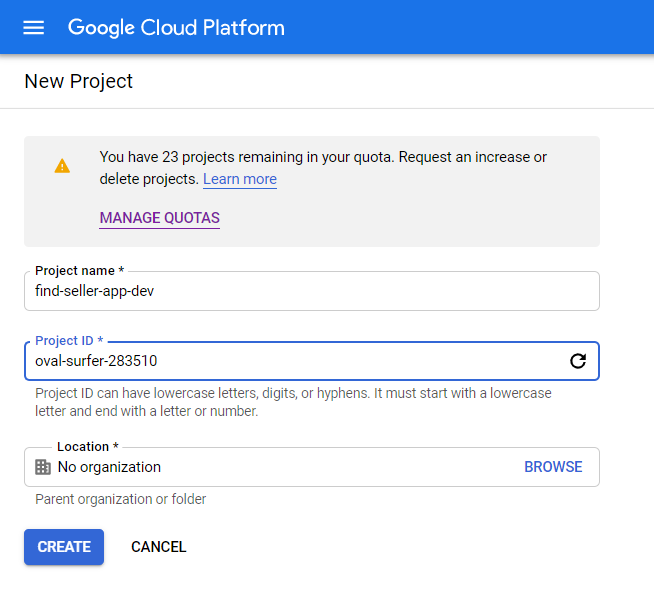 Google Cloud Platform
New Project
You have 23 projects remaining in your quota. Request an increase or
delete projects. Learn more
MANAGE QUOTAS
Project name *
find-seller-app-dev
Project ID *
oval-surfer-283510
Project ID can have lowercase letters, digits, or hyphens. It must start with a lowercase
letter and end with a letter or number.
Location *
No organization BROWSE
Parent organization or folder
CREATE CANCEL